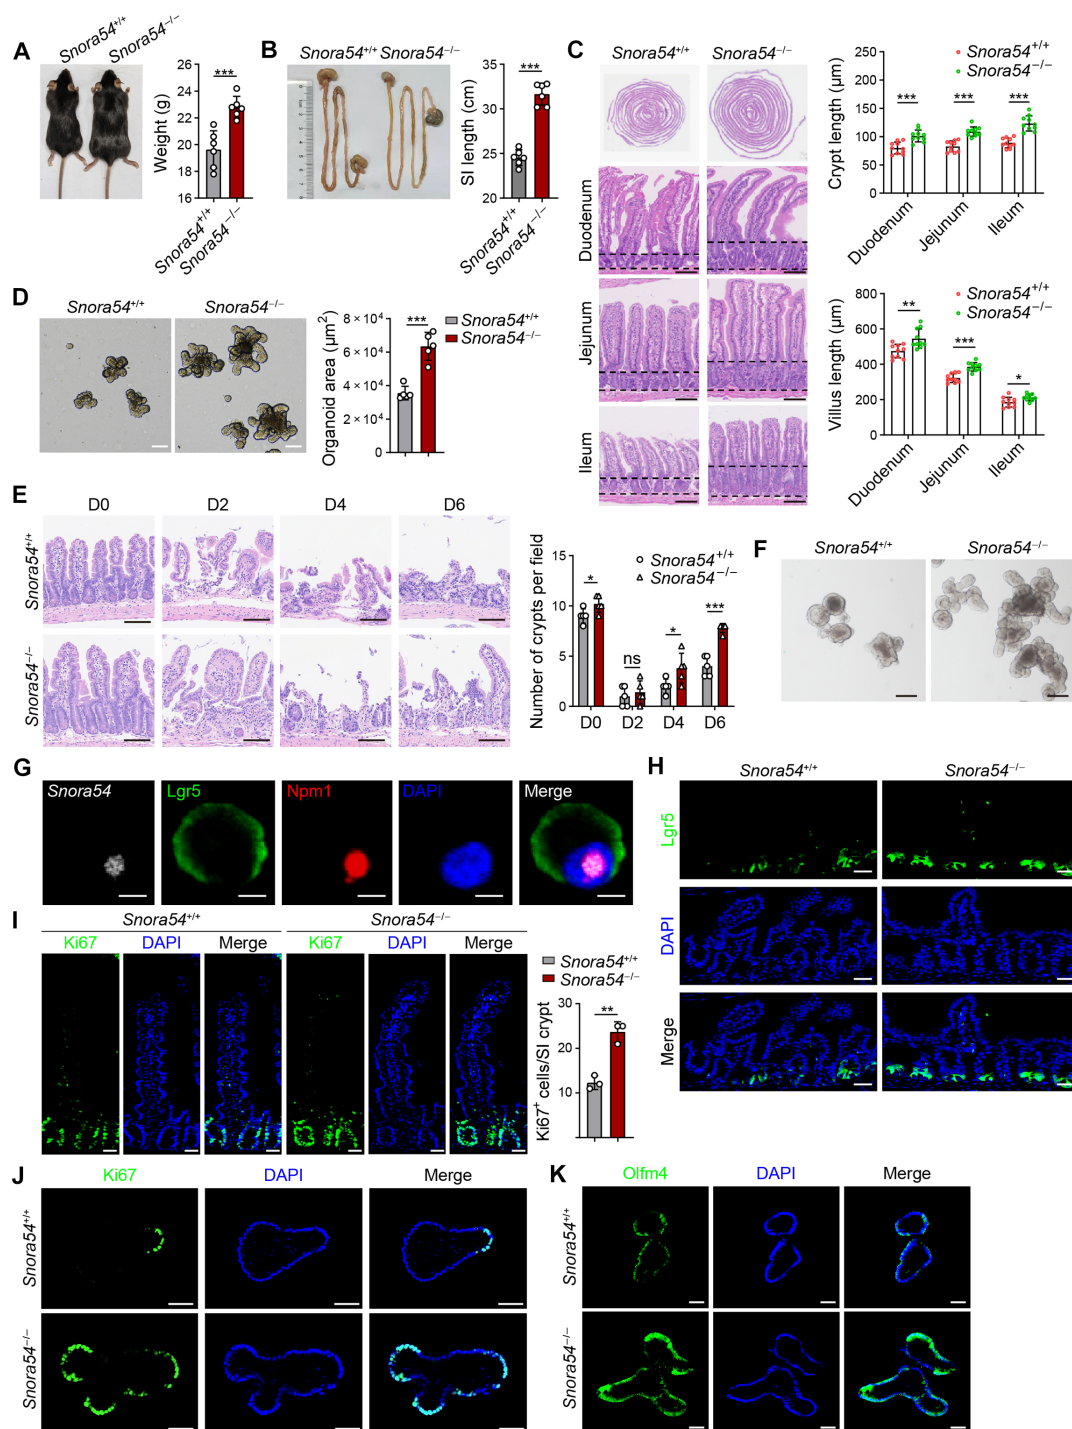 A
Snora54+/+
Snora54−/−
Weight (g)
26
24
22
20
18
16
***
Snora54+/+
Snora54−/−
B
Snora54+/+ Snora54−/−
SI length (cm)
35
30
25
20
***
Snora54+/+
Snora54−/−
C
Snora54+/+
Snora54−/−
Duodenum
Jejunum
Ileum
Crypt length (µm)
250
200
150
100
50
0
Snora54+/+
Snora54−/−
***
***
***
Duodenum
Jejunum
Ileum
Villus length (µm)
800
600
400
200
0
Snora54+/+
Snora54−/−
**
***
*
Duodenum
Jejunum
Ileum
D
Snora54+/+
Snora54−/−
Organoid area (µm2)
8 × 104
6 × 104
4 × 104
2 × 104
0
***
Snora54+/+
Snora54−/−
E
D0
D2
D4
D6
Snora54+/+
Snora54−/−
Number of crypts per field
15
10
5
0
Snora54+/+
Snora54−/−
*
ns
*
***
D0
D2
D4
D6
F
Snora54+/+
Snora54−/−
G
Snora54
Lgr5
Npm1
DAPI
Merge
H
Snora54+/+
Snora54−/−
Lgr5
DAPI
Merge
I
Snora54+/+
Snora54−/−
Ki67
DAPI
Merge
Ki67
DAPI
Merge
Snora54+/+
Snora54−/−
Ki67+ cells/SI crypt
30
20
10
**
J
Ki67
DAPI
Merge
Snora54+/+
Snora54−/−
K
Olfm4
DAPI
Merge
Snora54+/+
Snora54−/−